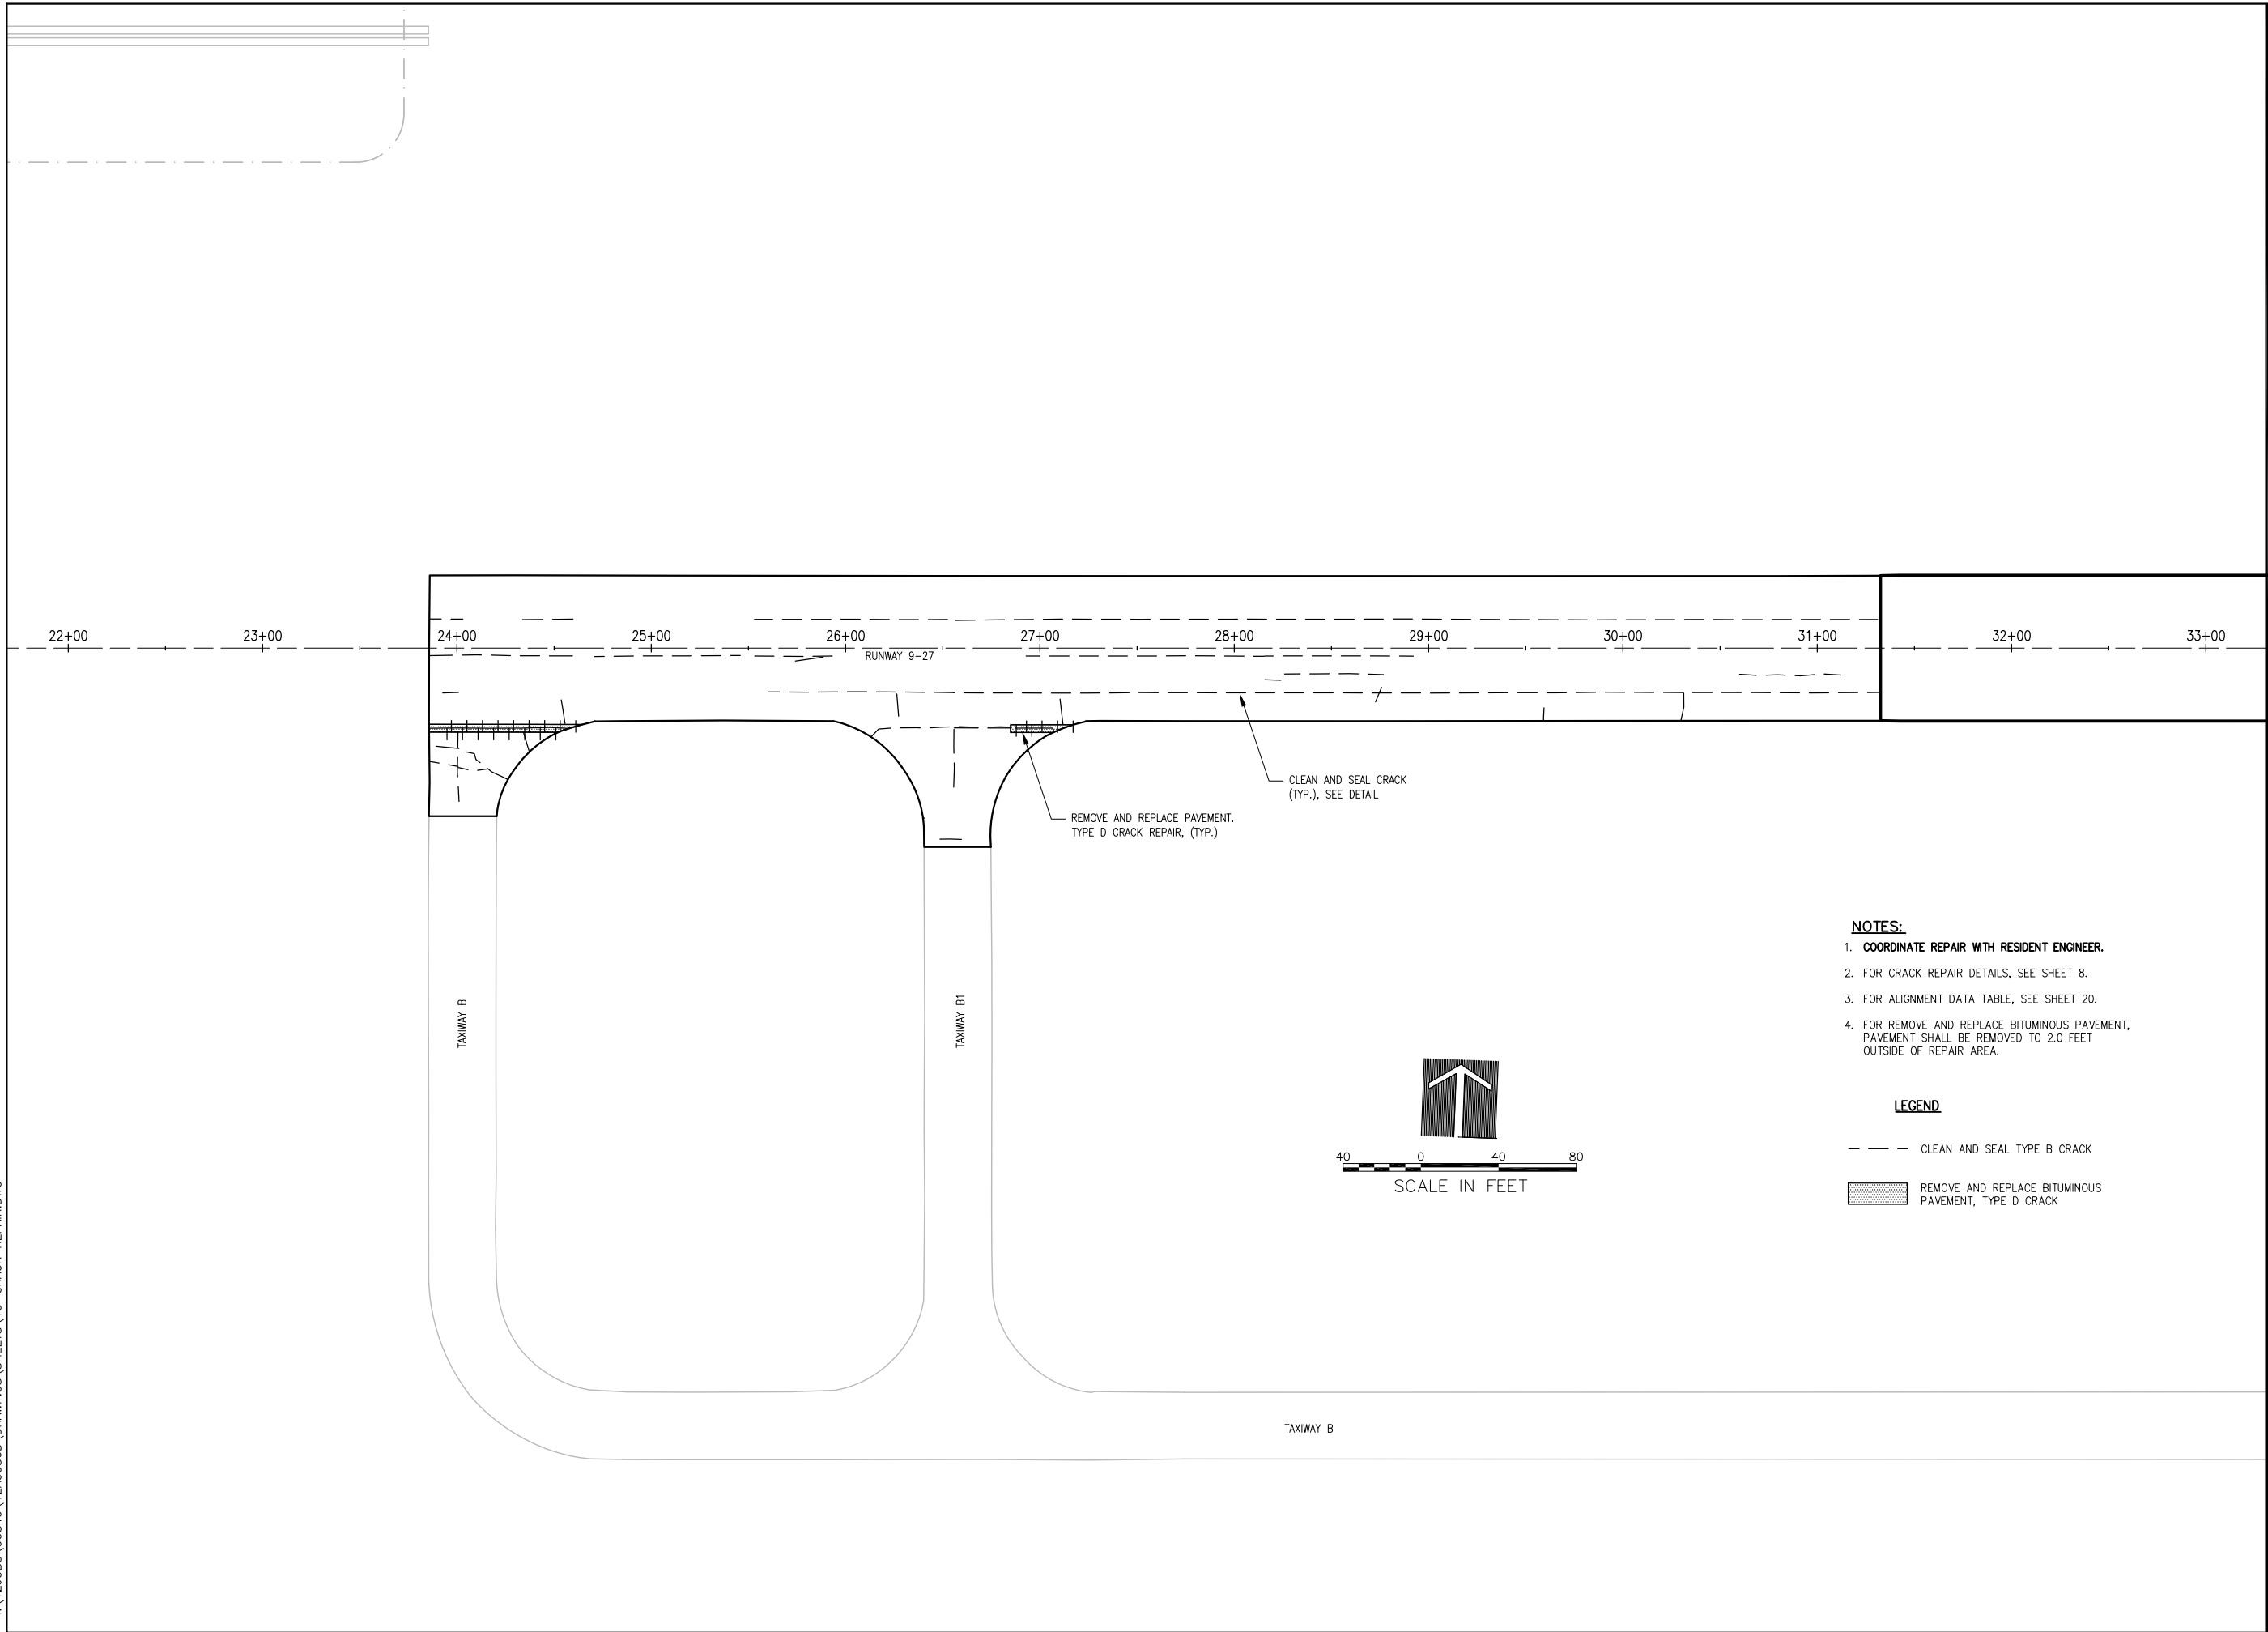 22+00 23+00 24+00 25+00 26+00 27+00 28+00 29+00 30+00 31+00 32+00 33+00
RUNWAY 9-27
CLEAN AND SEAL CRACK
(TYP.), SEE DETAIL
REMOVE AND REPLACE PAVEMENT.
TYPE D CRACK REPAIR, (TYP.)
TAXIWAY B
TAXIWAY B1
NOTES:
1. COORDINATE REPAIR WITH RESIDENT ENGINEER.
2. FOR CRACK REPAIR DETAILS, SEE SHEET 8.
3. FOR ALIGNMENT DATA TABLE, SEE SHEET 20.
4. FOR REMOVE AND REPLACE BITUMINOUS PAVEMENT,
PAVEMENT SHALL BE REMOVED TO 2.0 FEET
OUTSIDE OF REPAIR AREA.
LEGEND
CLEAN AND SEAL TYPE B CRACK
REMOVE AND REPLACE BITUMINOUS
PAVEMENT, TYPE D CRACK
40 0 40 80
SCALE IN FEET
TAXIWAY B